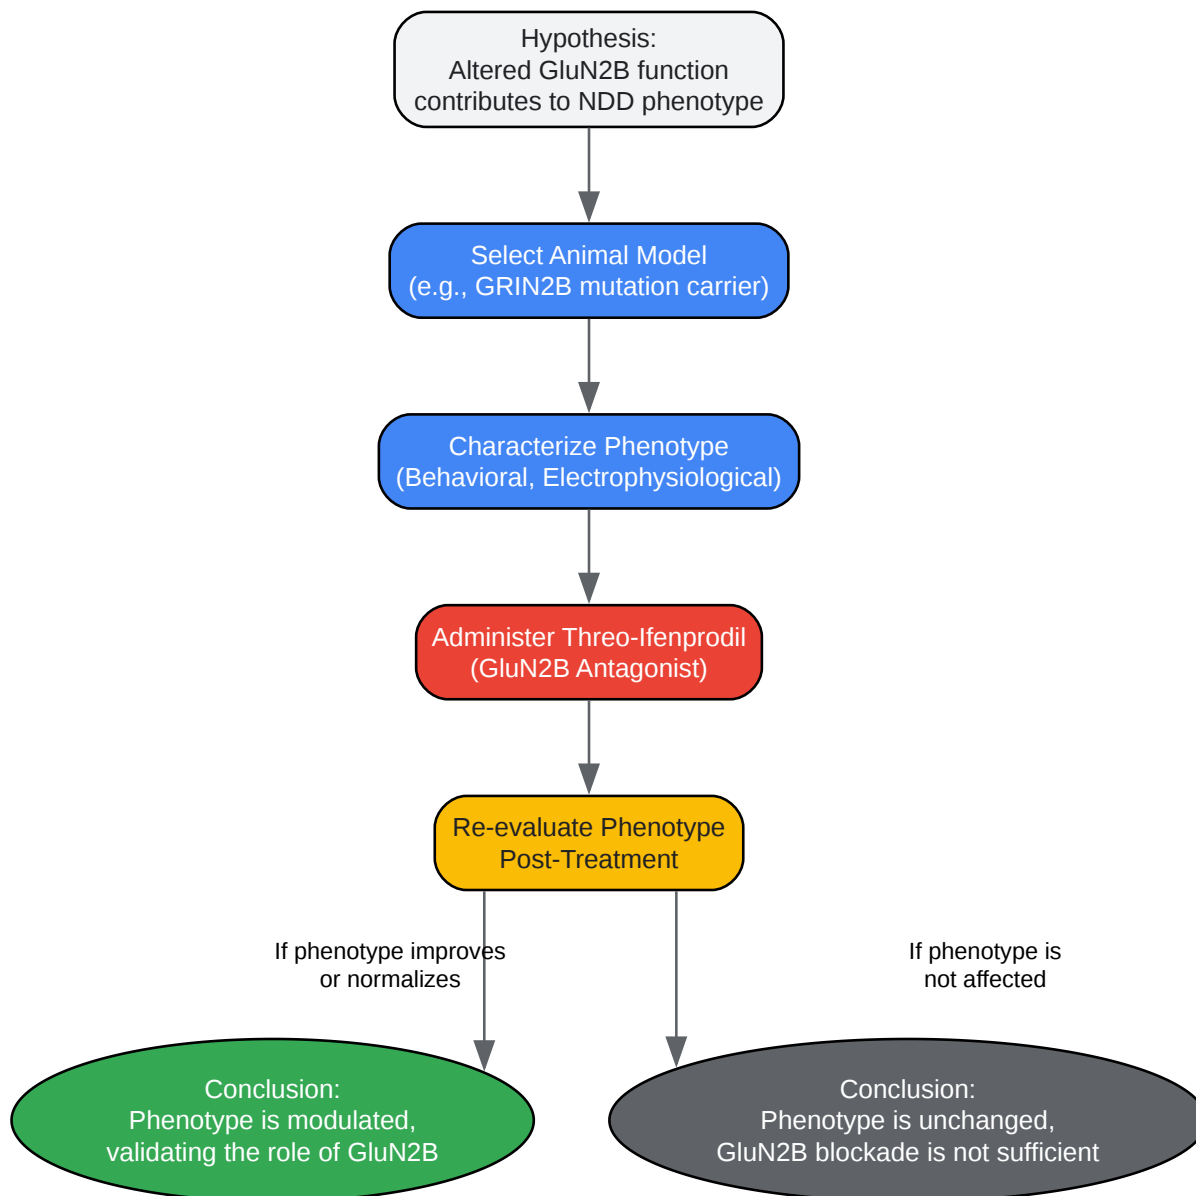 Hypothesis:
Altered GluN2B function
contributes to NDD phenotype
Select Animal Model
(e.g., GRIN2B mutation carrier)
Characterize Phenotype
(Behavioral, Electrophysiological)
Administer Threo-Ifenprodil
(GluN2B Antagonist)
Re-evaluate Phenotype
Post-Treatment
If phenotype improves
or normalizes
If phenotype is
not affected
Conclusion:
Phenotype is modulated,
validating the role of GluN2B
Conclusion:
Phenotype is unchanged,
GluN2B blockade is not sufficient